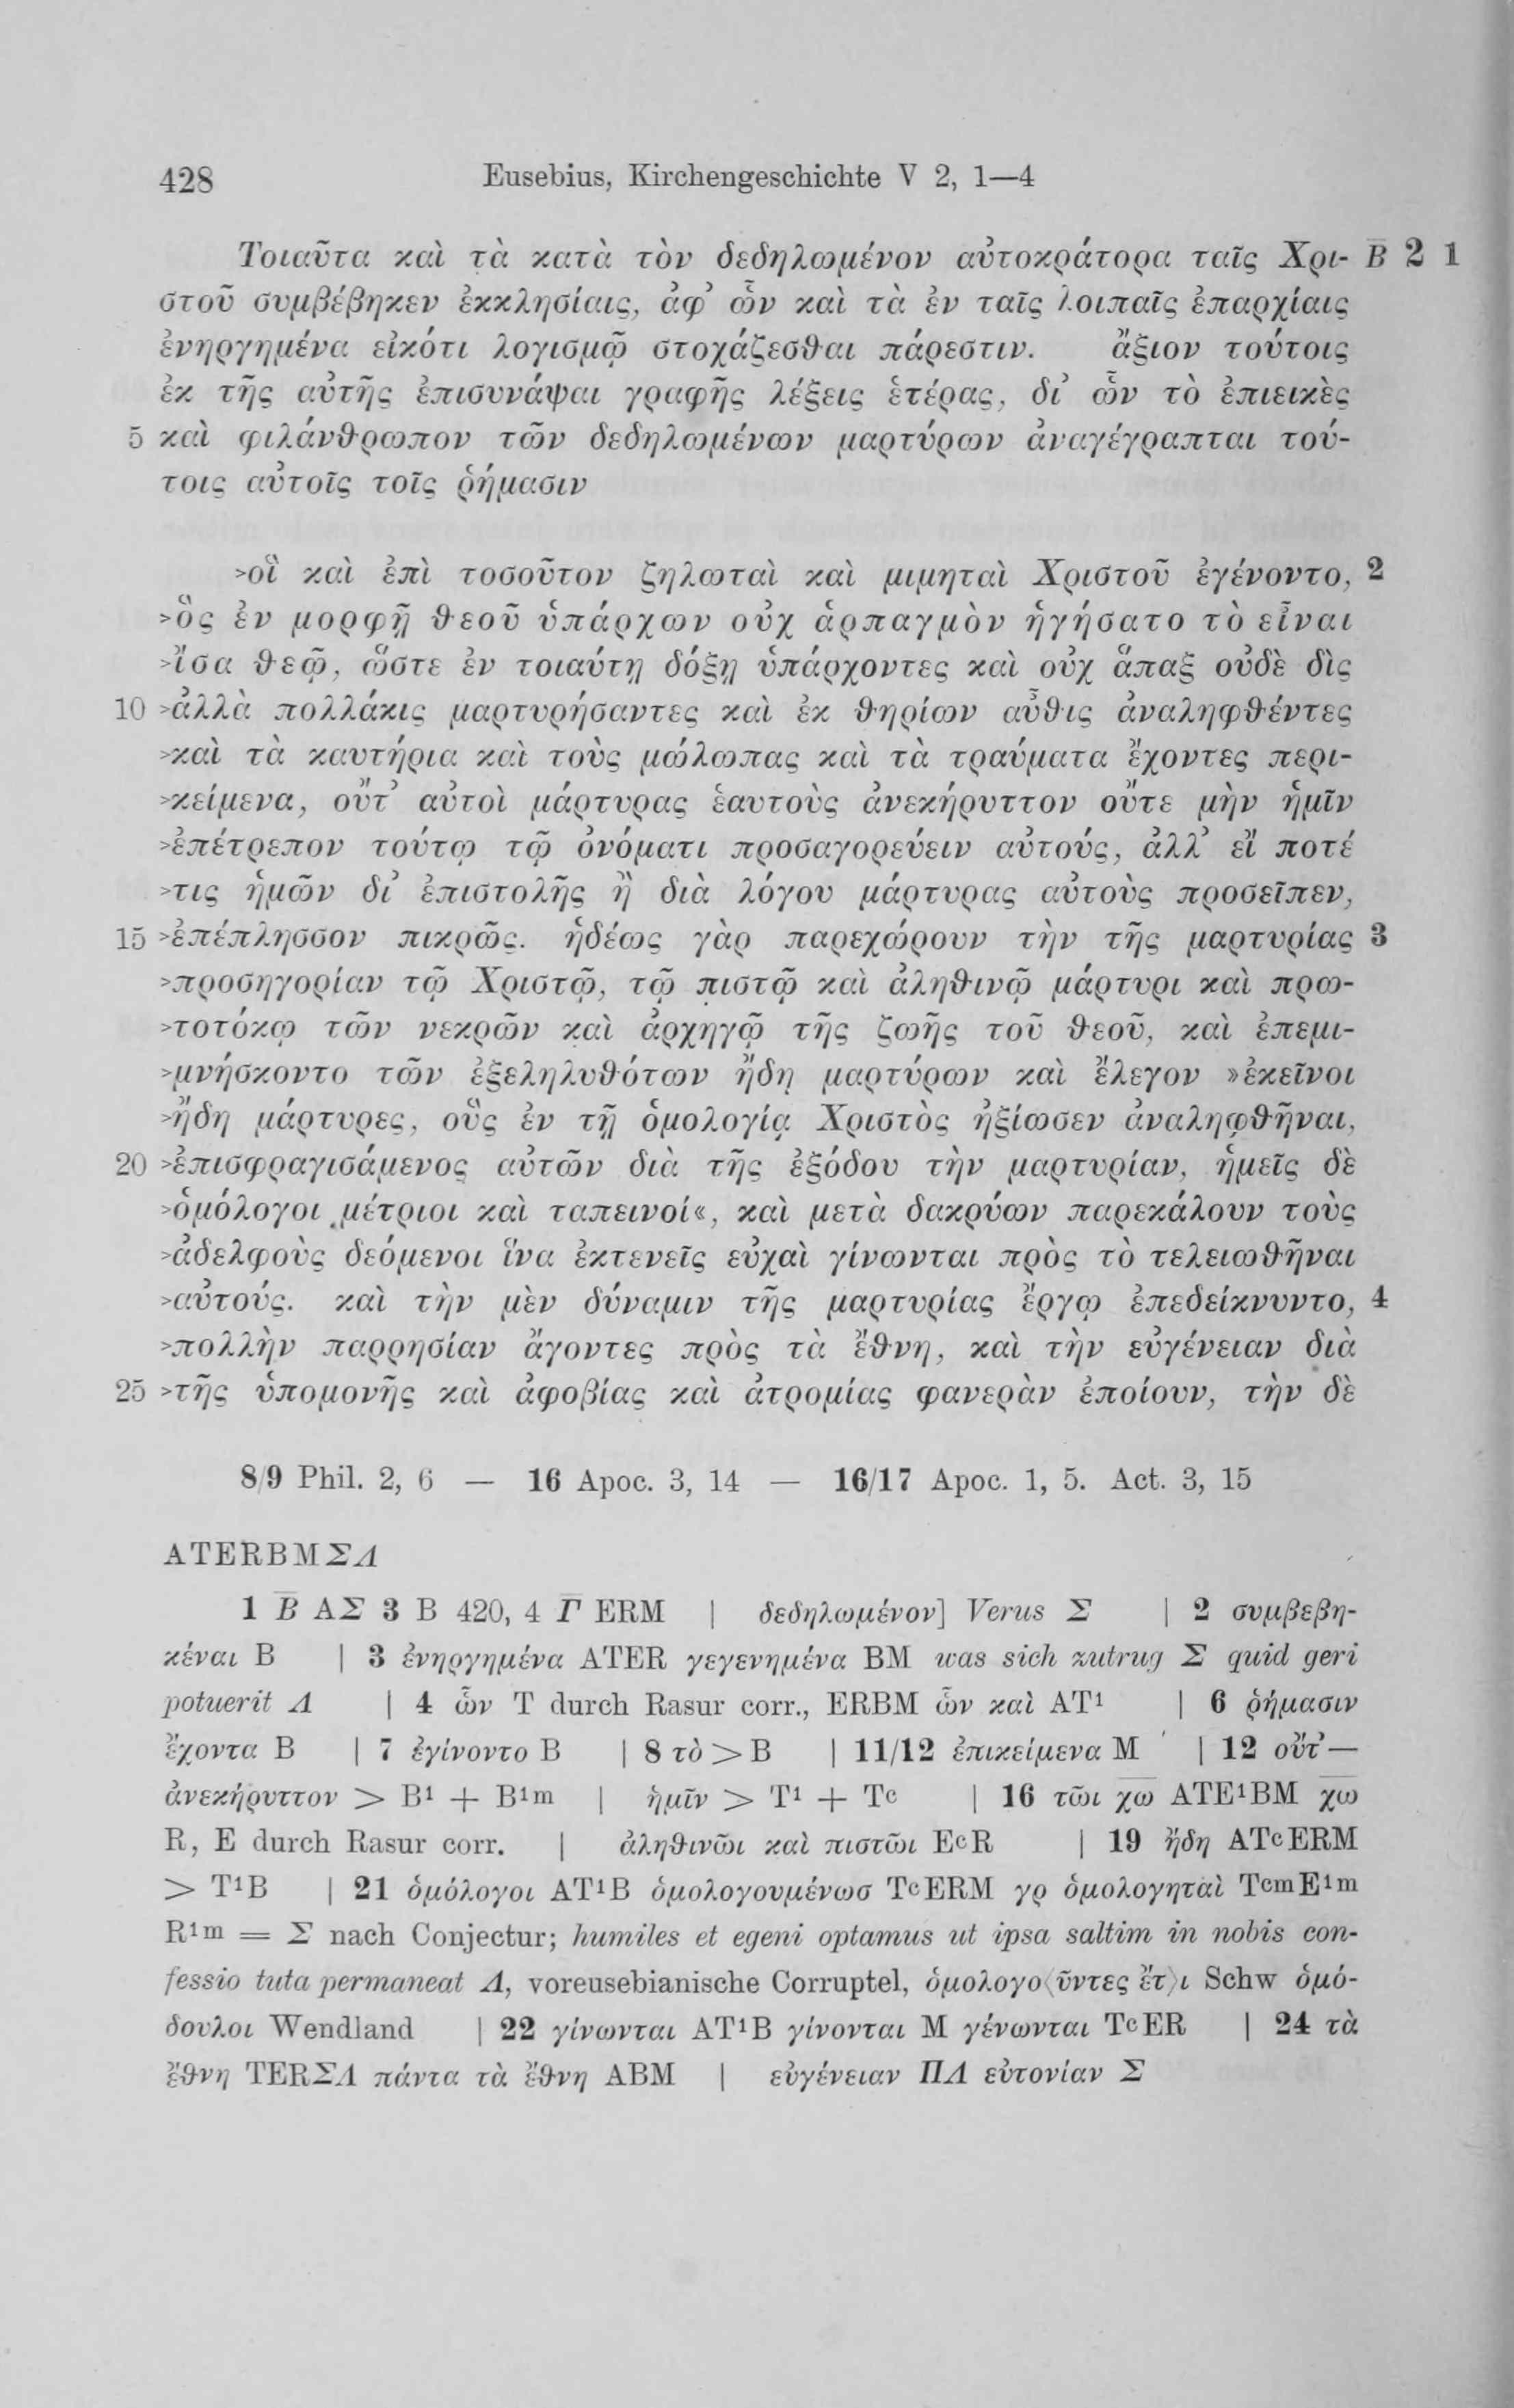 428 Eusebius, Kirchengeschichte V 2, 1—4
Τοιαῦτα καὶ τὰ κατὰ τὸν δεδηλωμένον αὐτοκράτορα ταῖς Χρι- B̅ 2 1
στοῦ συμβέβηκεν ἐκκλησίαις, ἀφ᾽ ὧν καὶ τὰ ἐν ταῖς λοιπαῖς ἐπαρχίαις
ἐνηργημένα εἰκότι λογισμῷ στοχάζεσθαι πάρεστιν. ἄξιον τούτοις
ἐκ τῆς αὐτῆς ἐπισυνάψαι γραφῆς λέξεις ἑτέρας, δι᾽ ὧν τὸ ἐπιεικὲς
5 καὶ φιλάνθρωπον τῶν δεδηλωμένων μαρτύρων ἀναγέγραπται τού-
τοις αὐτοῖς τοῖς ῥήμασιν
>οἳ καὶ ἐπὶ τοσοῦτον ζηλωταὶ καὶ μιμηταὶ Χριστοῦ ἐγένοντο, 2
>ὃς ἐν μορφῇ θεοῦ ὑπάρχων οὐχ ἁρπαγμὸν ἡγήσατο τὸ εἶναι
>ἴσα θεῷ, ὥστε ἐν τοιαύτῃ δόξῃ ὑπάρχοντες καὶ οὐχ ἅπαξ οὐδὲ δὶς
10 >ἀλλὰ πολλάκις μαρτυρήσαντες καὶ ἐκ θηρίων αὖθις ἀναληφθέντες
>καὶ τὰ καυτήρια καὶ τοὺς μώλωπας καὶ τὰ τραύματα ἔχοντες περι-
>κείμενα, οὔτ᾽ αὐτοὶ μάρτυρας ἑαυτοὺς ἀνεκήρυττον οὔτε μὴν ἡμῖν
>ἐπέτρεπον τούτῳ τῷ ὀνόματι προσαγορεύειν αὐτούς, ἀλλ᾽ εἴ ποτέ
>τις ἡμῶν δι᾽ ἐπιστολῆς ἢ διὰ λόγου μάρτυρας αὐτοὺς προσεῖπεν,
15 >ἐπέπλησσον πικρῶς. ἡδέως γὰρ παρεχώρουν τὴν τῆς μαρτυρίας 3
>προσηγορίαν τῷ Χριστῷ, τῷ πιστῷ καὶ ἀληθινῷ μάρτυρι καὶ πρω-
>τοτόκῳ τῶν νεκρῶν καὶ ἀρχηγῷ τῆς ζωῆς τοῦ θεοῦ, καὶ ἐπεμι-
>μνήσκοντο τῶν ἐξεληλυθότων ἤδη μαρτύρων καὶ ἔλεγον »ἐκεῖνοι
>ἤδη μάρτυρες, οὓς ἐν τῇ ὁμολογίᾳ Χριστὸς ἠξίωσεν ἀναληφθῆναι,
20 >ἐπισφραγισάμενος αὐτῶν διὰ τῆς ἐξόδου τὴν μαρτυρίαν, ἡμεῖς δὲ
>ὁμόλογοι μέτριοι καὶ ταπεινοί«, καὶ μετὰ δακρύων παρεκάλουν τοὺς
>ἀδελφοὺς δεόμενοι ἵνα ἐκτενεῖς εὐχαὶ γίνωνται πρὸς τὸ τελειωθῆναι
>αὐτούς. καὶ τὴν μὲν δύναμιν τῆς μαρτυρίας ἔργῳ ἐπεδείκνυντο, 4
>πολλὴν παρρησίαν ἄγοντες πρὸς τὰ ἔθνη, καὶ τὴν εὐγένειαν διὰ
25 >τῆς ὑπομονῆς καὶ ἀφοβίας καὶ ἀτρομίας φανερὰν ἐποίουν, τὴν δὲ
8/9 Phil. 2, 6 — 16 Apoc. 3, 14 — 16/17 Apoc. 1, 5. Act. 3, 15
ATERBMΣΛ
1 B̅ AΣ 3 B 420, 4 Γ̅ ERM | δεδηλωμένον] Verus Σ | 2 συμβεβη-
κέναι B | 3 ἐνηργημένα ATER γεγενημένα BM was sich zutrug Σ quid geri
potuerit Λ | 4 ὧν T durch Rasur corr., ERBM ὧν καὶ AT¹ | 6 ῥήμασιν
ἔχοντα B | 7 ἐγίνοντο B | 8 τὸ > B | 11/12 ἐπικείμενα M | 12 οὔτ᾽ —
ἀνεκήρυττον > B¹ + B¹ᵐ | ἡμῖν > T¹ + Tᶜ | 16 τῶι χ̅ω̅ ATE¹BM χ̅ω̅
R, E durch Rasur corr. | ἀληθινῶι καὶ πιστῶι EᶜR | 19 ἤδη ATᶜERM
> T¹B | 21 ὁμόλογοι AT¹B ὁμολογουμένωσ TᶜERM γρ ὁμολογηταὶ TᶜᵐE¹ᵐ
R¹ᵐ = Σ nach Conjectur; humiles et egeni optamus ut ipsa saltim in nobis con-
fessio tuta permaneat Λ, voreusebianische Corruptel, ὁμολογο⟨ῦντες ἔτ⟩ι Schw ὁμό-
δουλοι Wendland | 22 γίνωνται AT¹B γίνονται M γένωνται TᶜER | 24 τὰ
ἔθνη TERΣΛ πάντα τὰ ἔθνη ABM | εὐγένειαν ΠΛ εὐτονίαν Σ